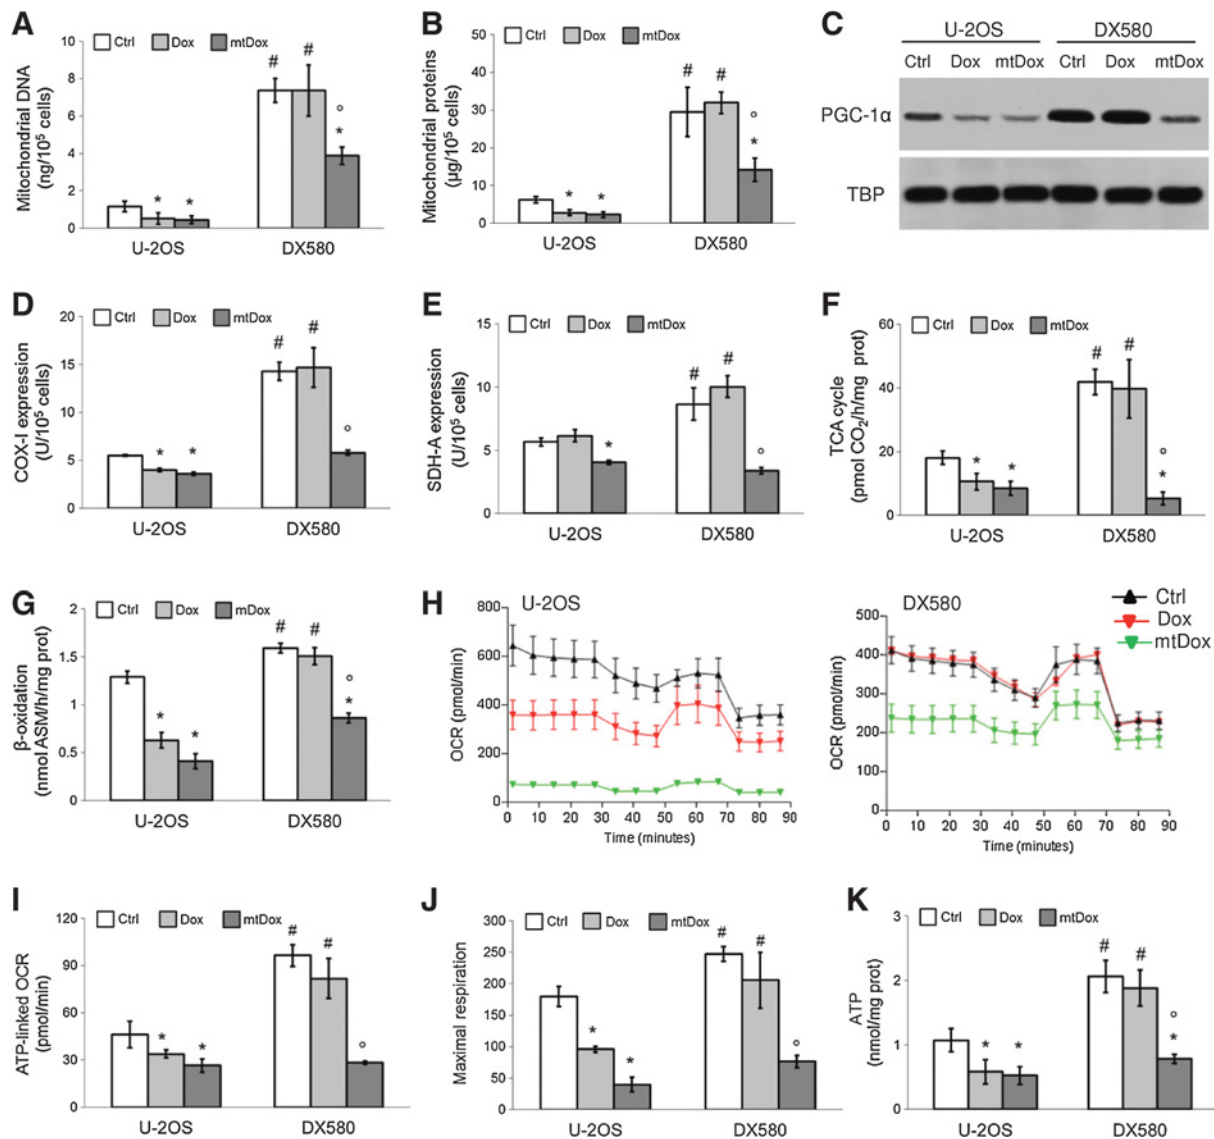 A
Mitochondrial DNA
(ng/10⁵ cells)
10
8
6
4
2
0
Ctrl Dox mtDox
# # ° *
* *
U-2OS DX580
B
Mitochondrial proteins
(µg/10⁵ cells)
50
40
30
20
10
0
Ctrl Dox mtDox
# # ° *
* *
U-2OS DX580
C
U-2OS DX580
Ctrl Dox mtDox Ctrl Dox mtDox
PGC-1α
TBP
D
COX-I expression
(U/10⁵ cells)
20
15
10
5
0
Ctrl Dox mtDox
# # °
* *
U-2OS DX580
E
SDH-A expression
(U/10⁵ cells)
15
10
5
0
Ctrl Dox mtDox
# # °
*
U-2OS DX580
F
TCA cycle
(pmol CO₂/h/mg prot)
60
40
20
0
Ctrl Dox mtDox
# # ° *
* *
U-2OS DX580
G
β-oxidation
(nmol ASM/h/mg prot)
2
1.5
1
0.5
0
Ctrl Dox mDox
# # ° *
* *
U-2OS DX580
H
U-2OS
OCR (pmol/min)
800
600
400
200
0
0 10 20 30 40 50 60 70 80 90
Time (minutes)
DX580
OCR (pmol/min)
500
400
300
200
100
0
0 10 20 30 40 50 60 70 80 90
Time (minutes)
Ctrl
Dox
mtDox
I
ATP-linked OCR
(pmol/min)
120
90
60
30
0
Ctrl Dox mtDox
# # °
* *
U-2OS DX580
J
Maximal respiration
300
250
200
150
100
50
0
Ctrl Dox mtDox
# # °
* *
U-2OS DX580
K
ATP
(nmol/mg prot)
3
2
1
0
Ctrl Dox mtDox
# # ° *
* *
U-2OS DX580